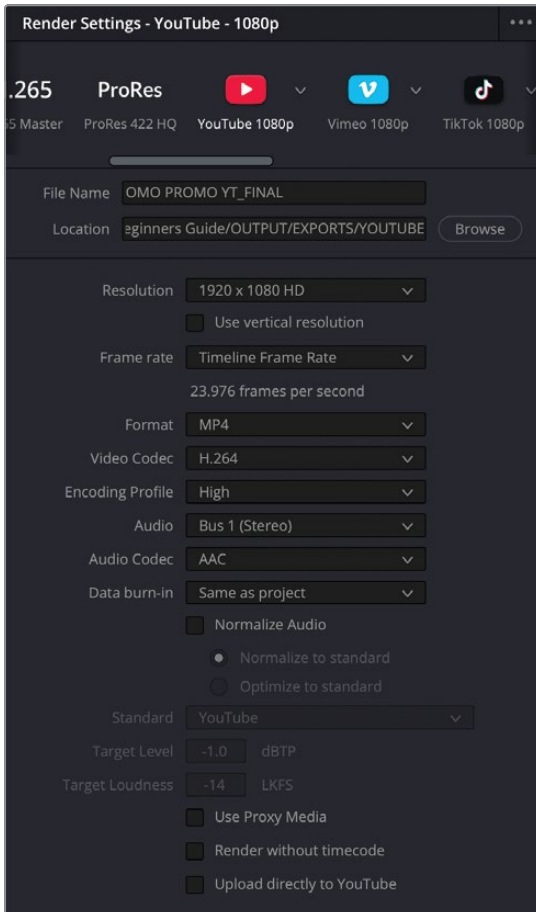 Render Settings - YouTube - 1080p
.265 ProRes
5 Master ProRes 422 HQ YouTube 1080p Vimeo 1080p TikTok 1080p
File Name OMO PROMO YT_FINAL
Location eginners Guide/OUTPUT/EXPORTS/YOUTUBE Browse
Resolution 1920 x 1080 HD
Use vertical resolution
Frame rate Timeline Frame Rate
23.976 frames per second
Format MP4
Video Codec H.264
Encoding Profile High
Audio Bus 1 (Stereo)
Audio Codec AAC
Data burn-in Same as project
Normalize Audio
Normalize to standard
Optimize to standard
Standard YouTube
Target Level -1.0 dBTP
Target Loudness -14 LKFS
Use Proxy Media
Render without timecode
Upload directly to YouTube